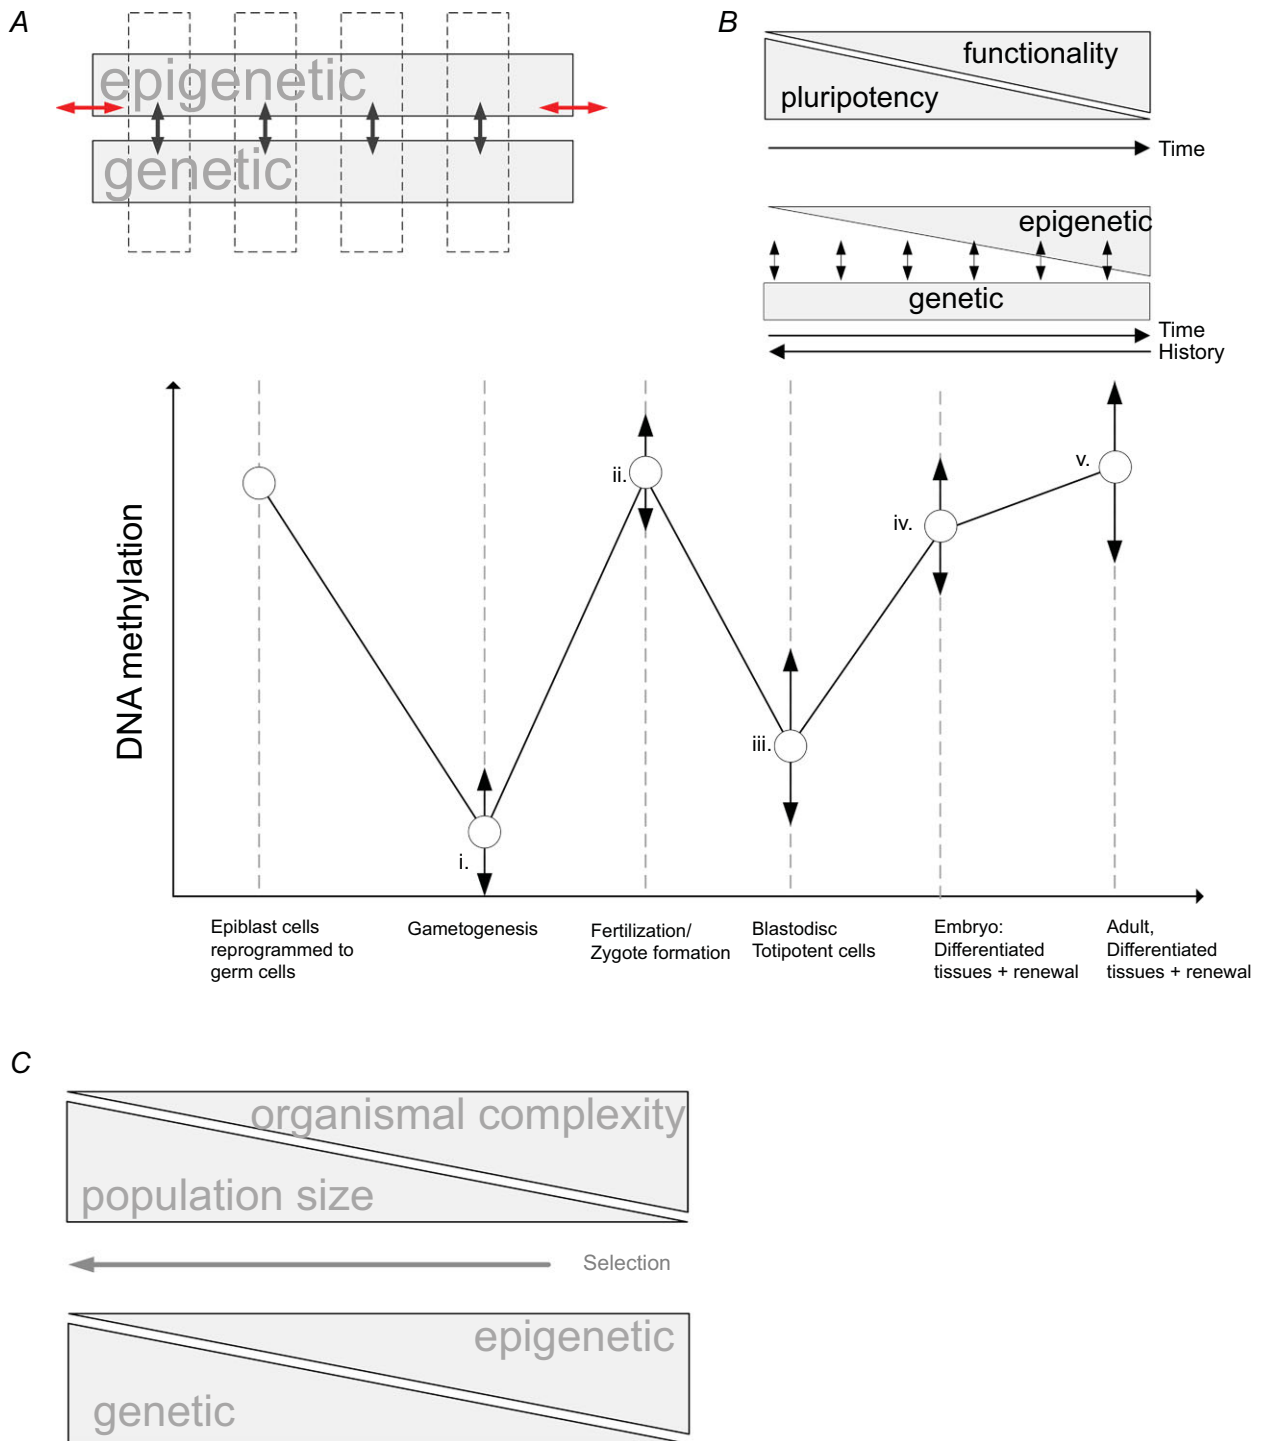 A
epigenetic
genetic
B
functionality
pluripotency
Time
epigenetic
genetic
Time
History
DNA methylation
i.
ii.
iii.
iv.
v.
Epiblast cells
reprogrammed to
germ cells
Gametogenesis
Fertilization/
Zygote formation
Blastodisc
Totipotent cells
Embryo:
Differentiated
tissues + renewal
Adult,
Differentiated
tissues + renewal
C
organismal complexity
population size
Selection
epigenetic
genetic